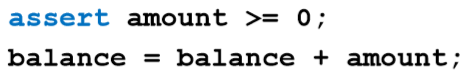 assert amount >= 0;
balance = balance + amount;